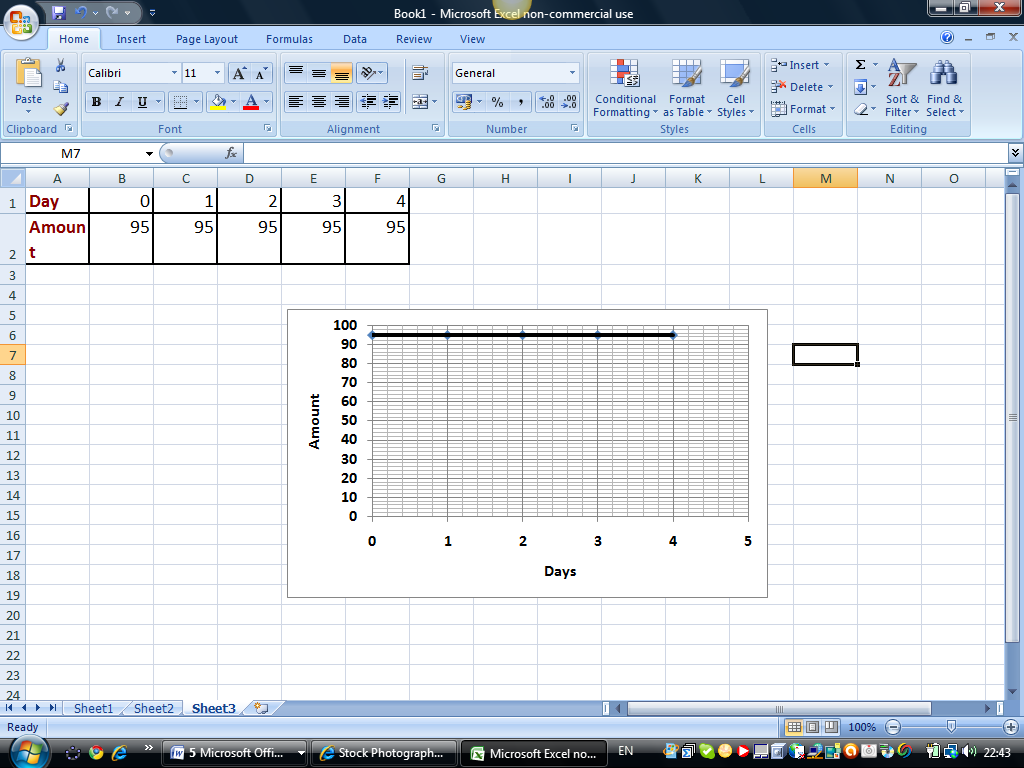 Book1 - Microsoft Excel non-commercial use
Home Insert Page Layout Formulas Data Review View
Paste
Calibri 11
B I U
General
Conditional Formatting
Format as Table
Cell Styles
Insert
Delete
Format
Sort & Filter
Find & Select
Clipboard Font Alignment Number Styles Cells Editing
M7 fx
A B C D E F G H I J K L M N O
1 Day 0 1 2 3 4
2 Amount 95 95 95 95 95
3
4
5
6
7
8
9
10
11
12
13
14
15
16
17
18
19
20
21
22
23
24
100
90
80
70
60
50
40
30
20
10
0
Amount
0 1 2 3 4 5
Days
Sheet1 Sheet2 Sheet3
Ready 100%
5 Microsoft Offi... Stock Photograph... Microsoft Excel no... EN 22:43